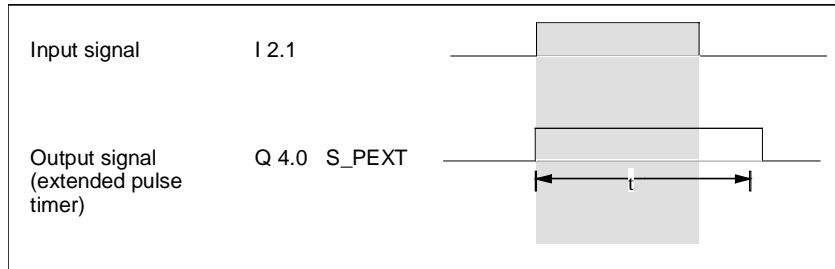 Input signal I 2.1
Output signal Q 4.0 S_PEXT
(extended pulse
timer)
t